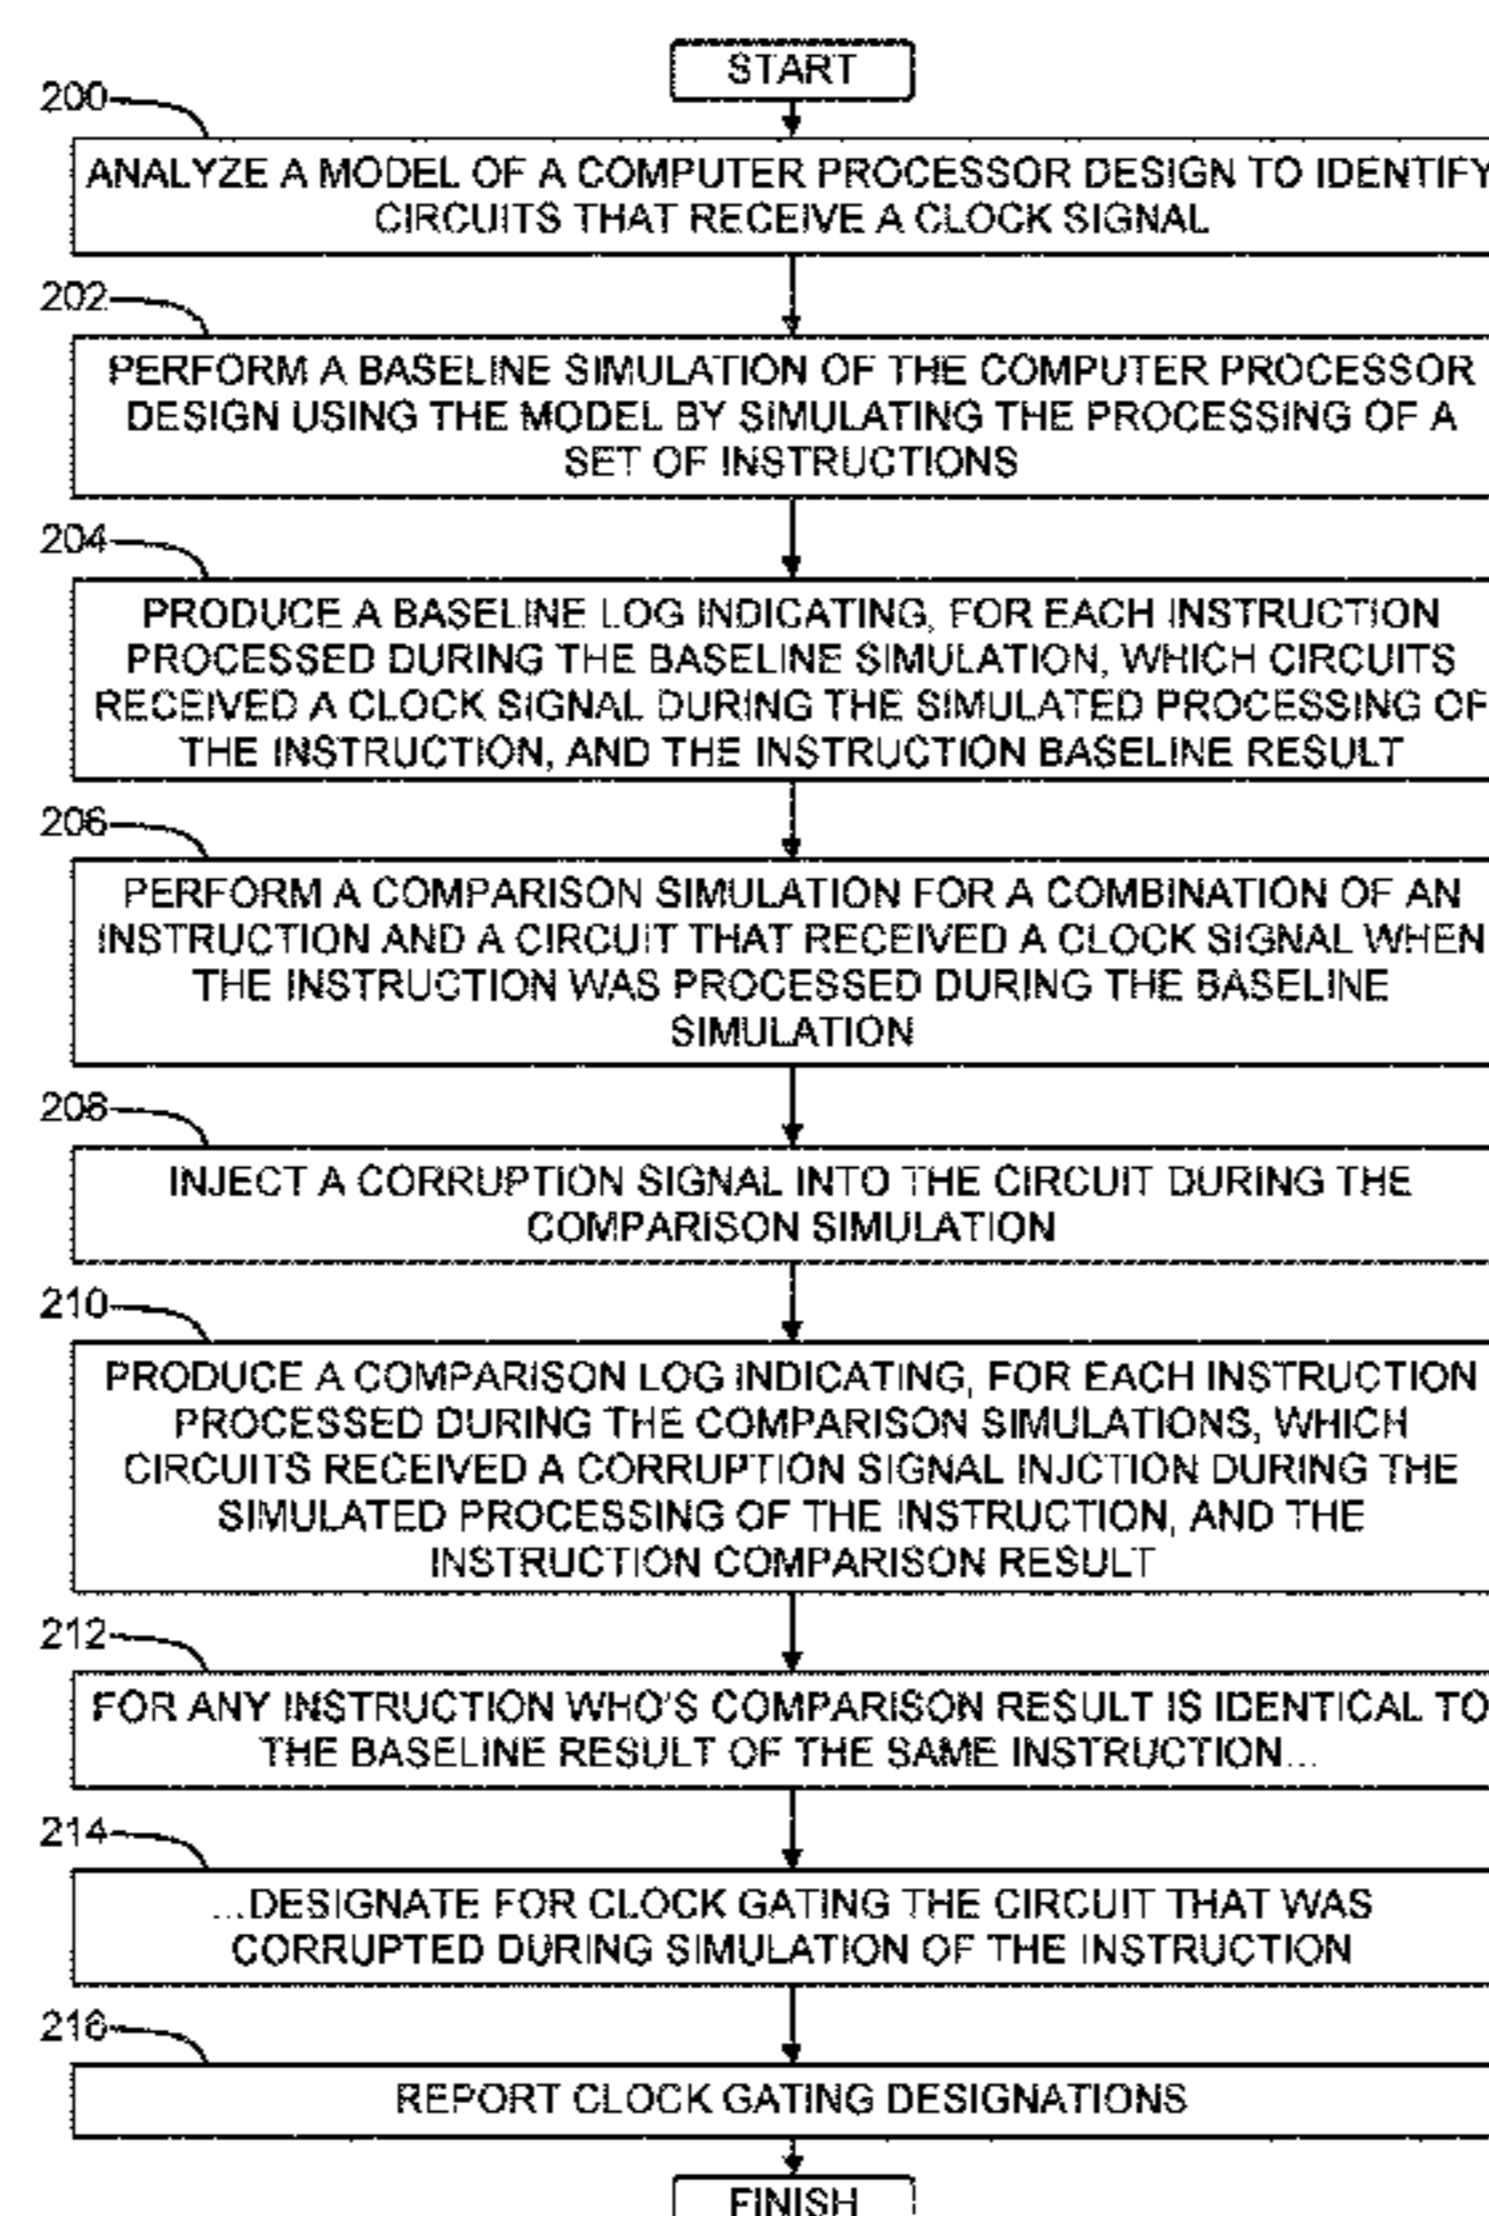 START
200
ANALYZE A MODEL OF A COMPUTER PROCESSOR DESIGN TO IDENTIFY
CIRCUITS THAT RECEIVE A CLOCK SIGNAL
202
PERFORM A BASELINE SIMULATION OF THE COMPUTER PROCESSOR
DESIGN USING THE MODEL BY SIMULATING THE PROCESSING OF A
SET OF INSTRUCTIONS
204
PRODUCE A BASELINE LOG INDICATING, FOR EACH INSTRUCTION
PROCESSED DURING THE BASELINE SIMULATION, WHICH CIRCUITS
RECEIVED A CLOCK SIGNAL DURING THE SIMULATED PROCESSING OF
THE INSTRUCTION, AND THE INSTRUCTION BASELINE RESULT
206
PERFORM A COMPARISON SIMULATION FOR A COMBINATION OF AN
INSTRUCTION AND A CIRCUIT THAT RECEIVED A CLOCK SIGNAL WHEN
THE INSTRUCTION WAS PROCESSED DURING THE BASELINE
SIMULATION
208
INJECT A CORRUPTION SIGNAL INTO THE CIRCUIT DURING THE
COMPARISON SIMULATION
210
PRODUCE A COMPARISON LOG INDICATING, FOR EACH INSTRUCTION
PROCESSED DURING THE COMPARISON SIMULATIONS, WHICH
CIRCUITS RECEIVED A CORRUPTION SIGNAL INJCTION DURING THE
SIMULATED PROCESSING OF THE INSTRUCTION, AND THE
INSTRUCTION COMPARISON RESULT
212
FOR ANY INSTRUCTION WHO'S COMPARISON RESULT IS IDENTICAL TO
THE BASELINE RESULT OF THE SAME INSTRUCTION...
214
...DESIGNATE FOR CLOCK GATING THE CIRCUIT THAT WAS
CORRUPTED DURING SIMULATION OF THE INSTRUCTION
216
REPORT CLOCK GATING DESIGNATIONS
FINISH